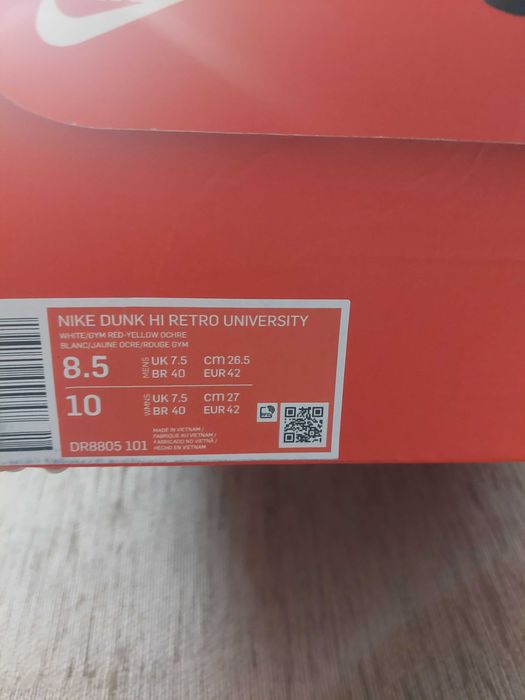 NIKE DUNK HI RETRO UNIVERSITY
WHITE/GYM RED-YELLOW OCHRE
BLANC/JAUNE OCRE/ROUGE GYM
8.5 MENS UK 7.5 CM 26.5
BR 40 EUR 42
10 WMNS UK 7.5 CM 27
BR 40 EUR 42
DR8805 101
MADE IN VIETNAM /
FABRIQUÉ AU VIETNAM /
FABRICADO NO VIETNÃ /
HECHO EN VIETNAM